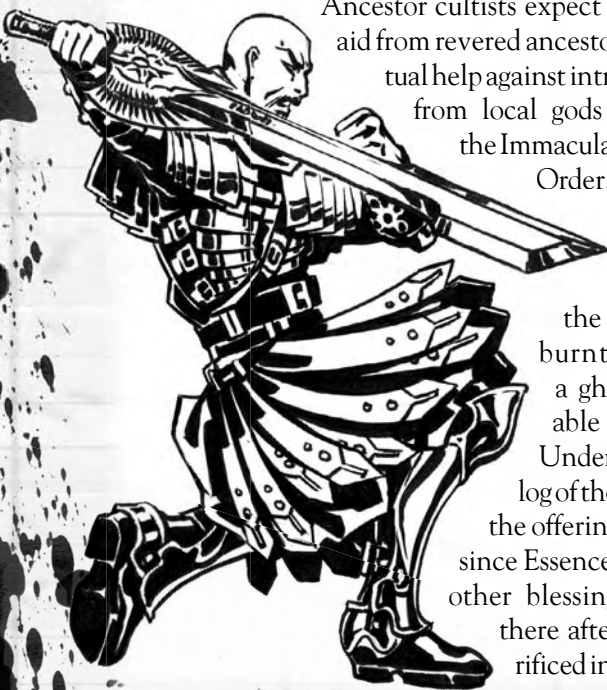 Ancestor cultists expect
aid from revered ancesto
tual help against intr
from local gods
the Immacula
Order.
the
burnt
a gh
able
Under
log of the
the offerin
since Essence
other blessin
there afte
rificed in